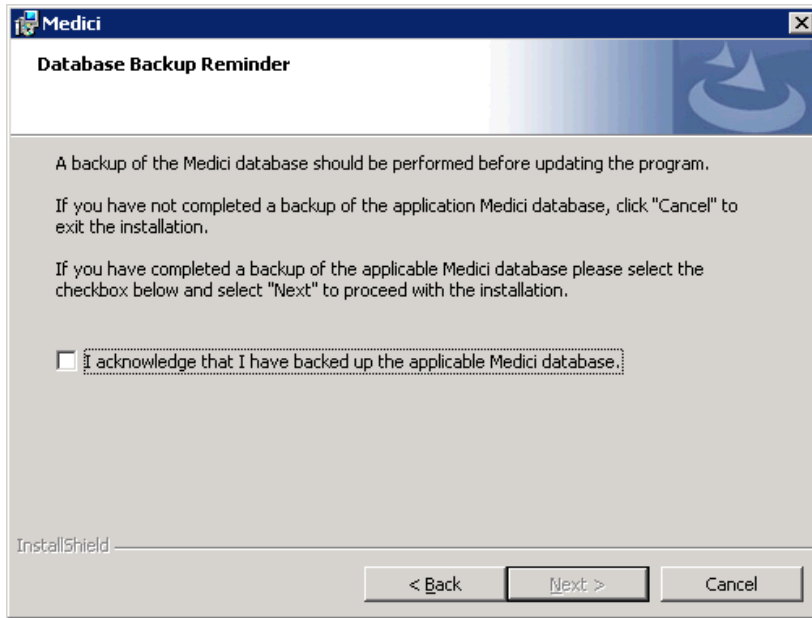 Medici
Database Backup Reminder
A backup of the Medici database should be performed before updating the program.
If you have not completed a backup of the application Medici database, click "Cancel" to
exit the installation.
If you have completed a backup of the applicable Medici database please select the
checkbox below and select "Next" to proceed with the installation.
I acknowledge that I have backed up the applicable Medici database.
InstallShield
< Back
Next >
Cancel